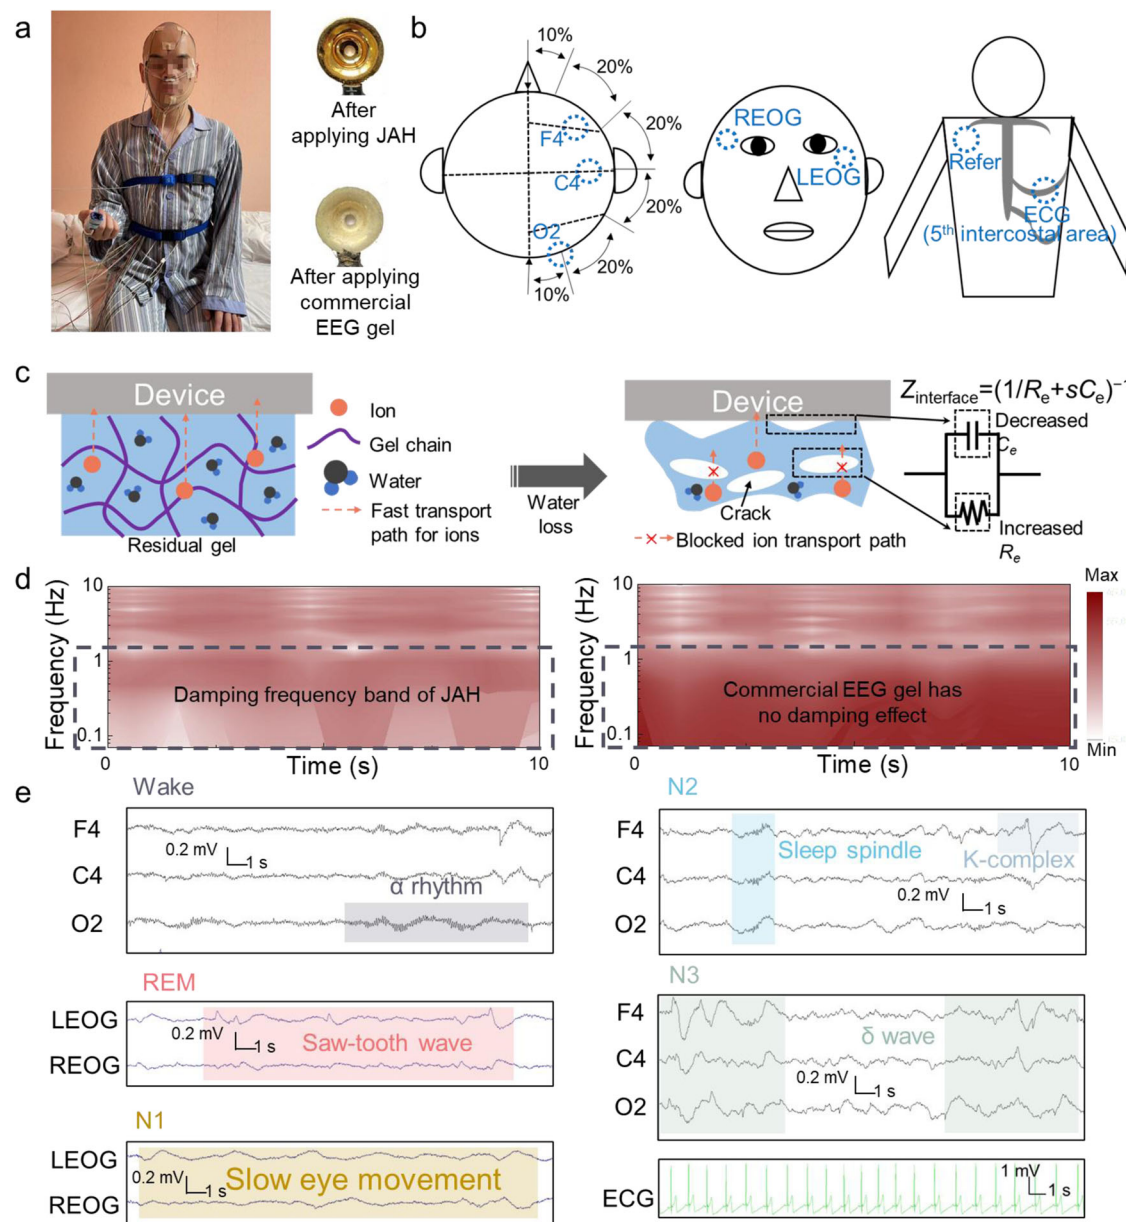 a
After
applying JAH
After applying
commercial
EEG gel
b
10%
20%
20%
20%
20%
10%
F4
C4
O2
REOG
LEOG
Refer
ECG
(5th intercostal area)
c
Device
Ion
Gel chain
Water
Fast transport
path for ions
Residual gel
Water
loss
Device
Crack
Blocked ion transport path
Zinterface=(1/Re+sCe)⁻¹
Decreased
Ce
Increased
Re
d
Frequency (Hz)
10
1
0.1
Damping frequency band of JAH
0
Time (s)
10
Frequency (Hz)
10
1
0.1
Commercial EEG gel has
no damping effect
0
Time (s)
10
Max
Min
e
Wake
F4
0.2 mV
1 s
C4
α rhythm
O2
N2
F4
Sleep spindle
K-complex
C4
0.2 mV
1 s
O2
REM
LEOG
0.2 mV
1 s
Saw-tooth wave
REOG
N3
F4
δ wave
C4
0.2 mV
1 s
O2
N1
LEOG
0.2 mV
1 s
Slow eye movement
REOG
1 mV
1 s
ECG